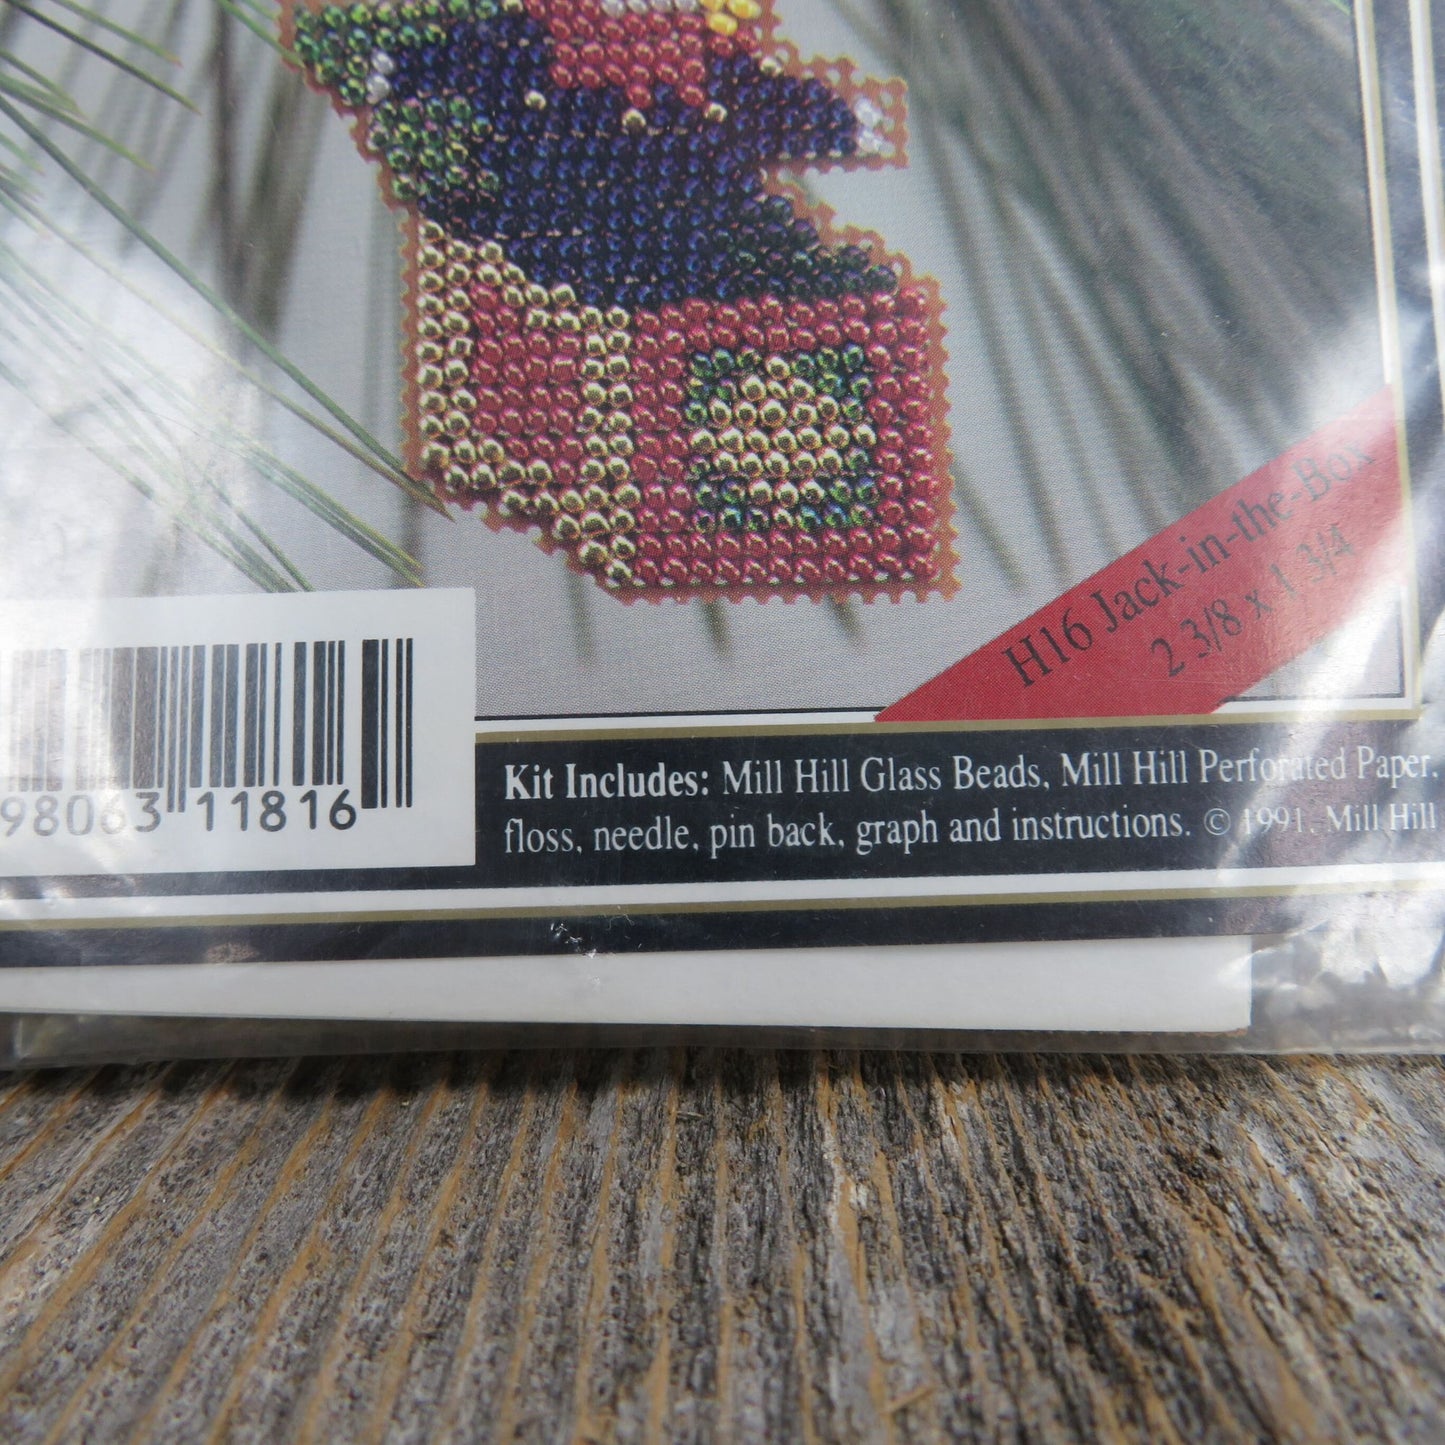 H16 Jack-in-the-Box
2 3/8 x 1 3/4
98063 11816
Kit Includes: Mill Hill Glass Beads, Mill Hill Perforated Paper,
floss, needle, pin back, graph and instructions. © 1991, Mill Hill